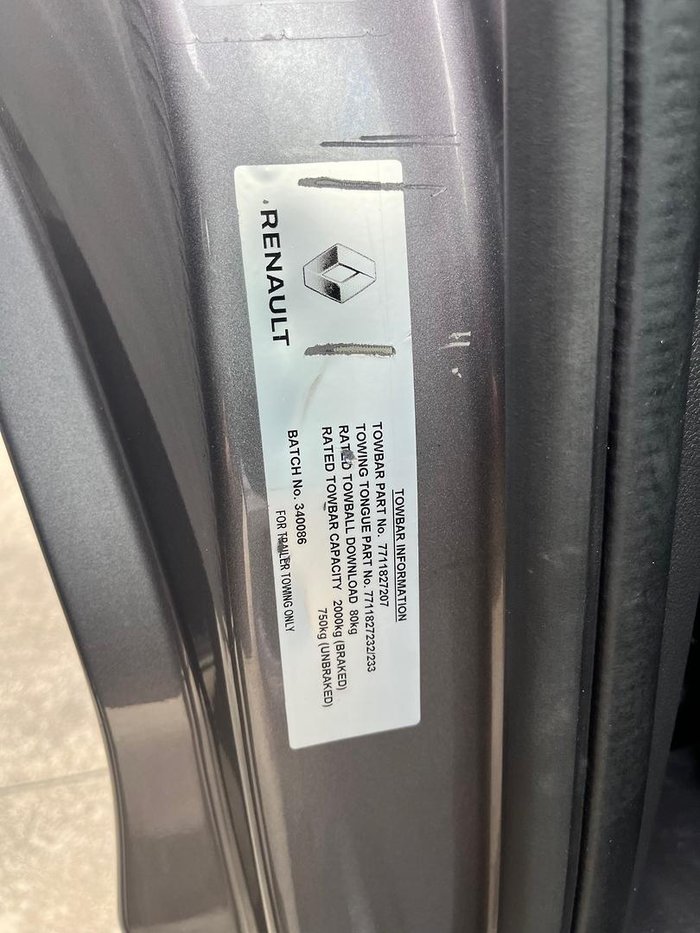 RENAULT
TOWBAR INFORMATION
TOWBAR PART No. 7711827207
TOWING TONGUE PART No. 7711827232/233
RATED TOWBALL DOWNLOAD 80kg
RATED TOWBAR CAPACITY 2000kg (BRAKED)
750kg (UNBRAKED)
BATCH No. 340086
FOR TRAILER TOWING ONLY